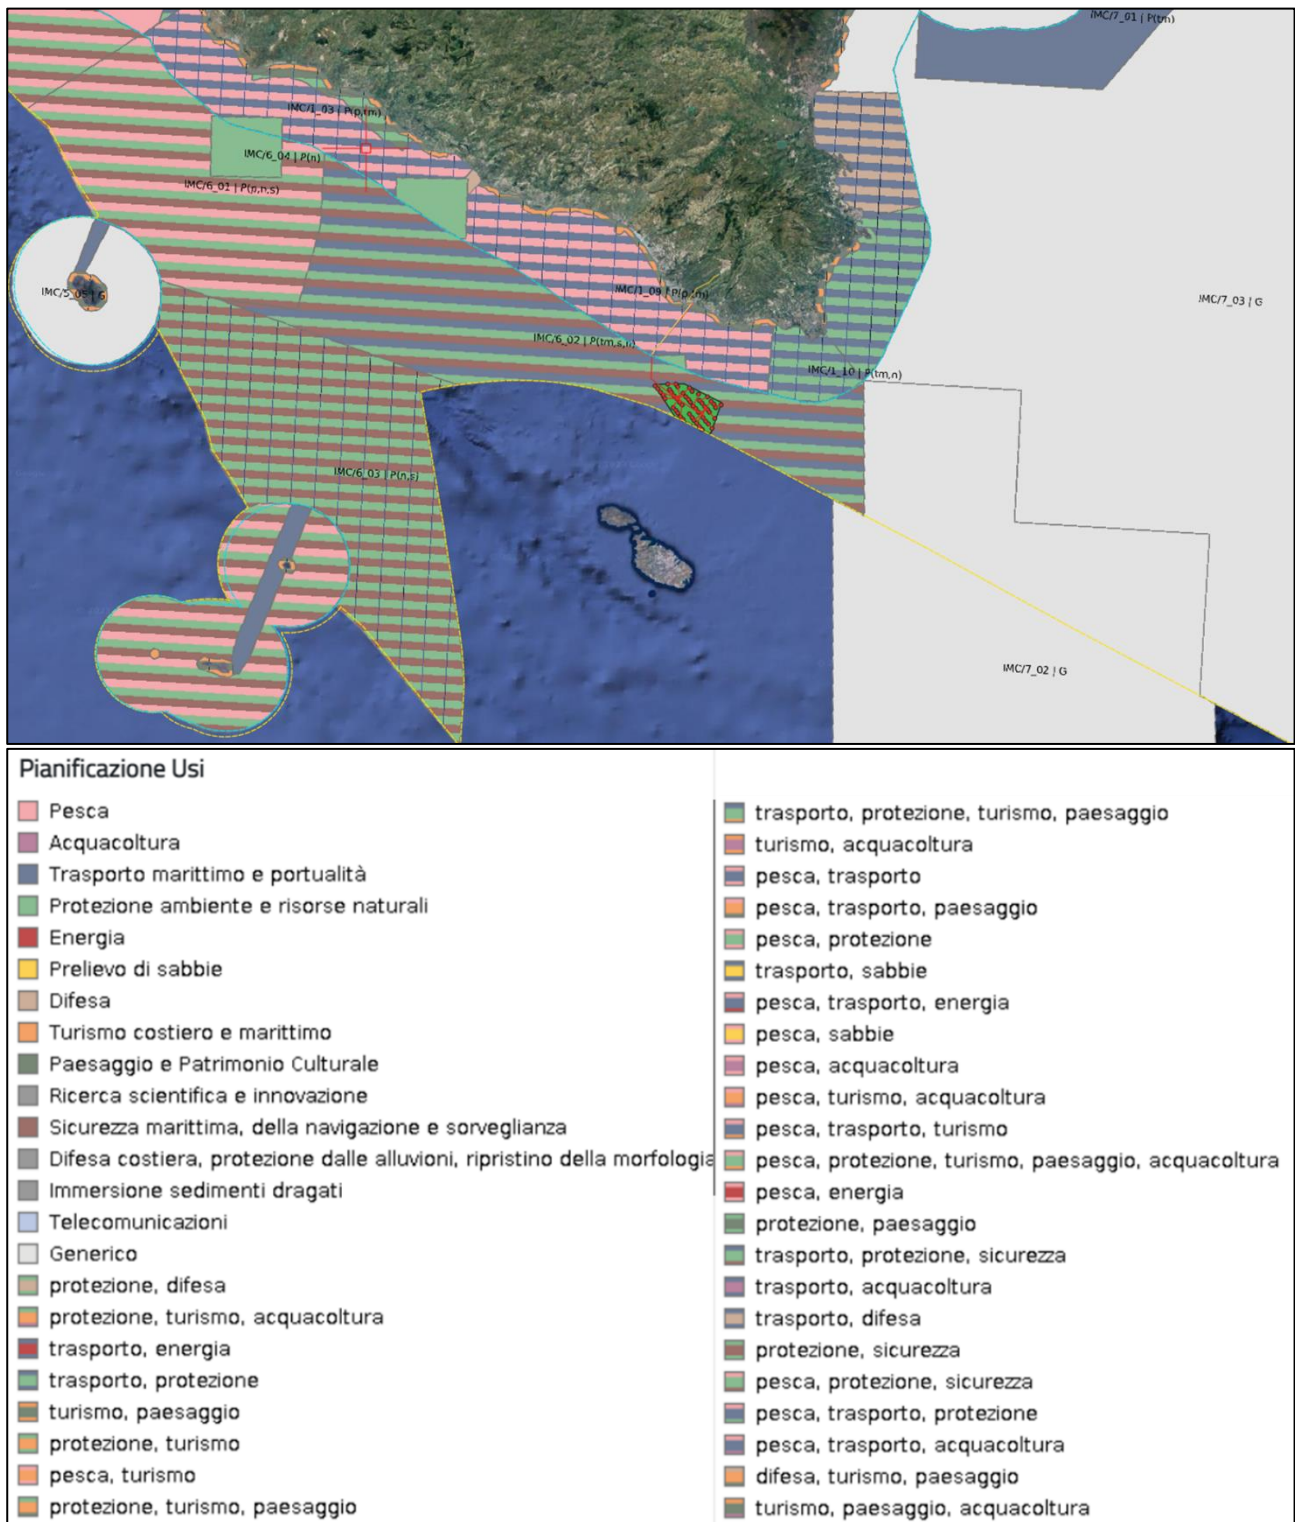 IMC/7_01 | P(tm)
IMC/1_03 | P(p,tm)
IMC/6_04 | P(n)
IMC/6_01 | P(p,n,s)
IMC/5_05 | G
IMC/1_09 | P(p,tm)
IMC/7_03 | G
IMC/6_02 | P(tm,s,n)
IMC/1_10 | P(tm,n)
IMC/6_03 | P(n,s)
IMC/7_02 | G
Pianificazione Usi
Pesca
Acquacoltura
Trasporto marittimo e portualità
Protezione ambiente e risorse naturali
Energia
Prelievo di sabbie
Difesa
Turismo costiero e marittimo
Paesaggio e Patrimonio Culturale
Ricerca scientifica e innovazione
Sicurezza marittima, della navigazione e sorveglianza
Difesa costiera, protezione dalle alluvioni, ripristino della morfologia
Immersione sedimenti dragati
Telecomunicazioni
Generico
protezione, difesa
protezione, turismo, acquacoltura
trasporto, energia
trasporto, protezione
turismo, paesaggio
protezione, turismo
pesca, turismo
protezione, turismo, paesaggio
trasporto, protezione, turismo, paesaggio
turismo, acquacoltura
pesca, trasporto
pesca, trasporto, paesaggio
pesca, protezione
trasporto, sabbie
pesca, trasporto, energia
pesca, sabbie
pesca, acquacoltura
pesca, turismo, acquacoltura
pesca, trasporto, turismo
pesca, protezione, turismo, paesaggio, acquacoltura
pesca, energia
protezione, paesaggio
trasporto, protezione, sicurezza
trasporto, acquacoltura
trasporto, difesa
protezione, sicurezza
pesca, protezione, sicurezza
pesca, trasporto, protezione
pesca, trasporto, acquacoltura
difesa, turismo, paesaggio
turismo, paesaggio, acquacoltura